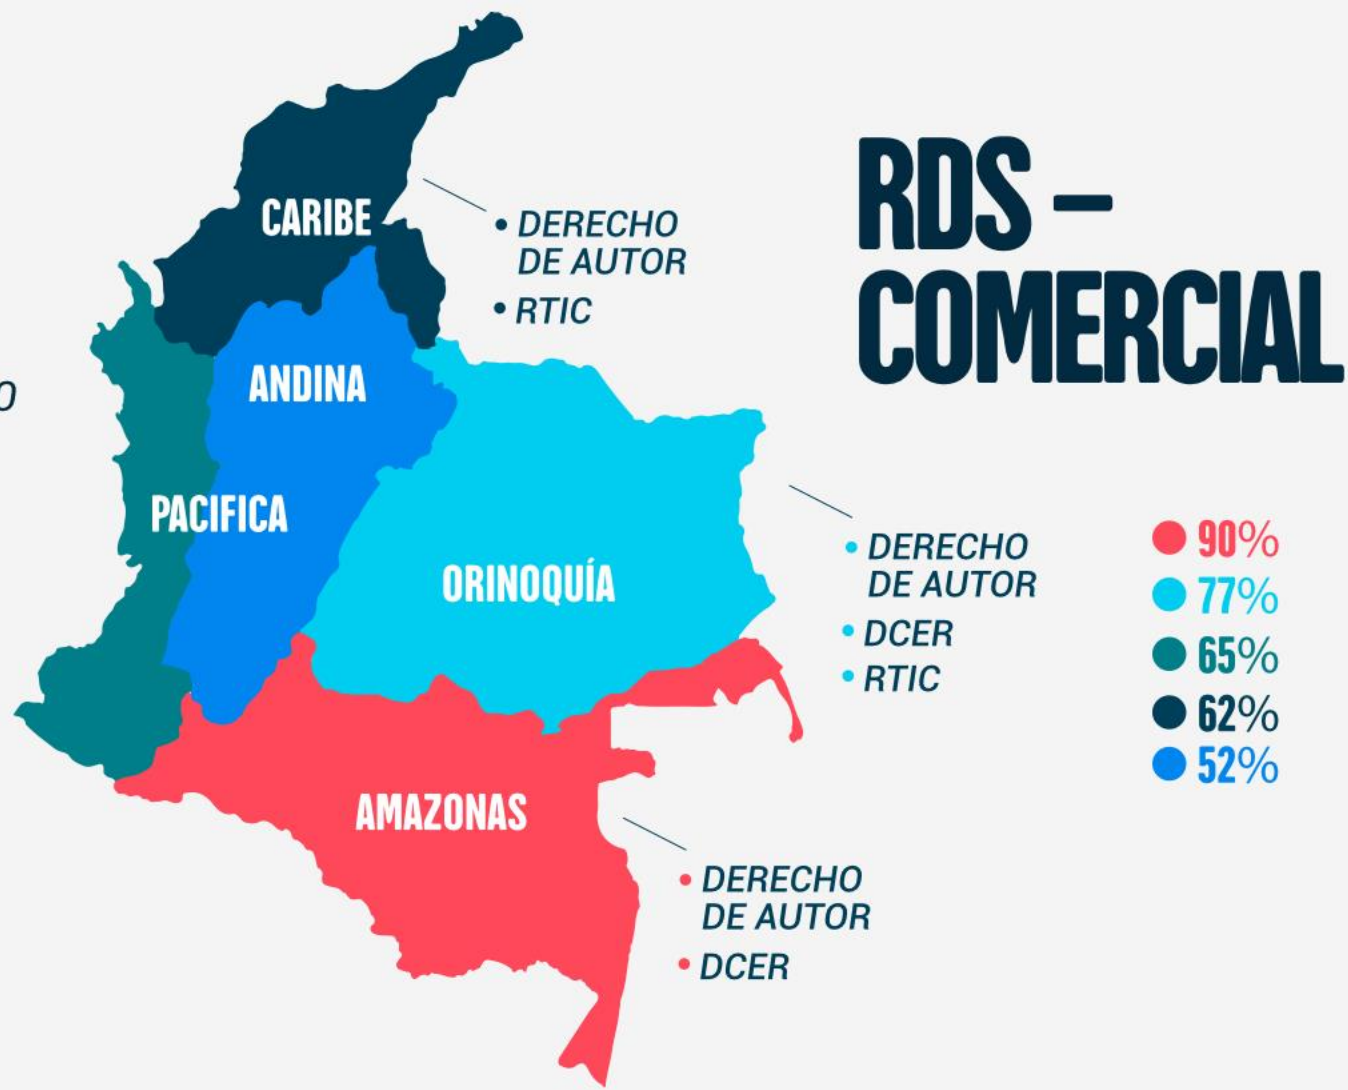 RDS –
COMERCIAL
CARIBE
• DERECHO
DE AUTOR
• RTIC
ANDINA
PACIFICA
ORINOQUÍA
• DERECHO
DE AUTOR
• DCER
• RTIC
AMAZONAS
• DERECHO
DE AUTOR
• DCER
90%
77%
65%
62%
52%